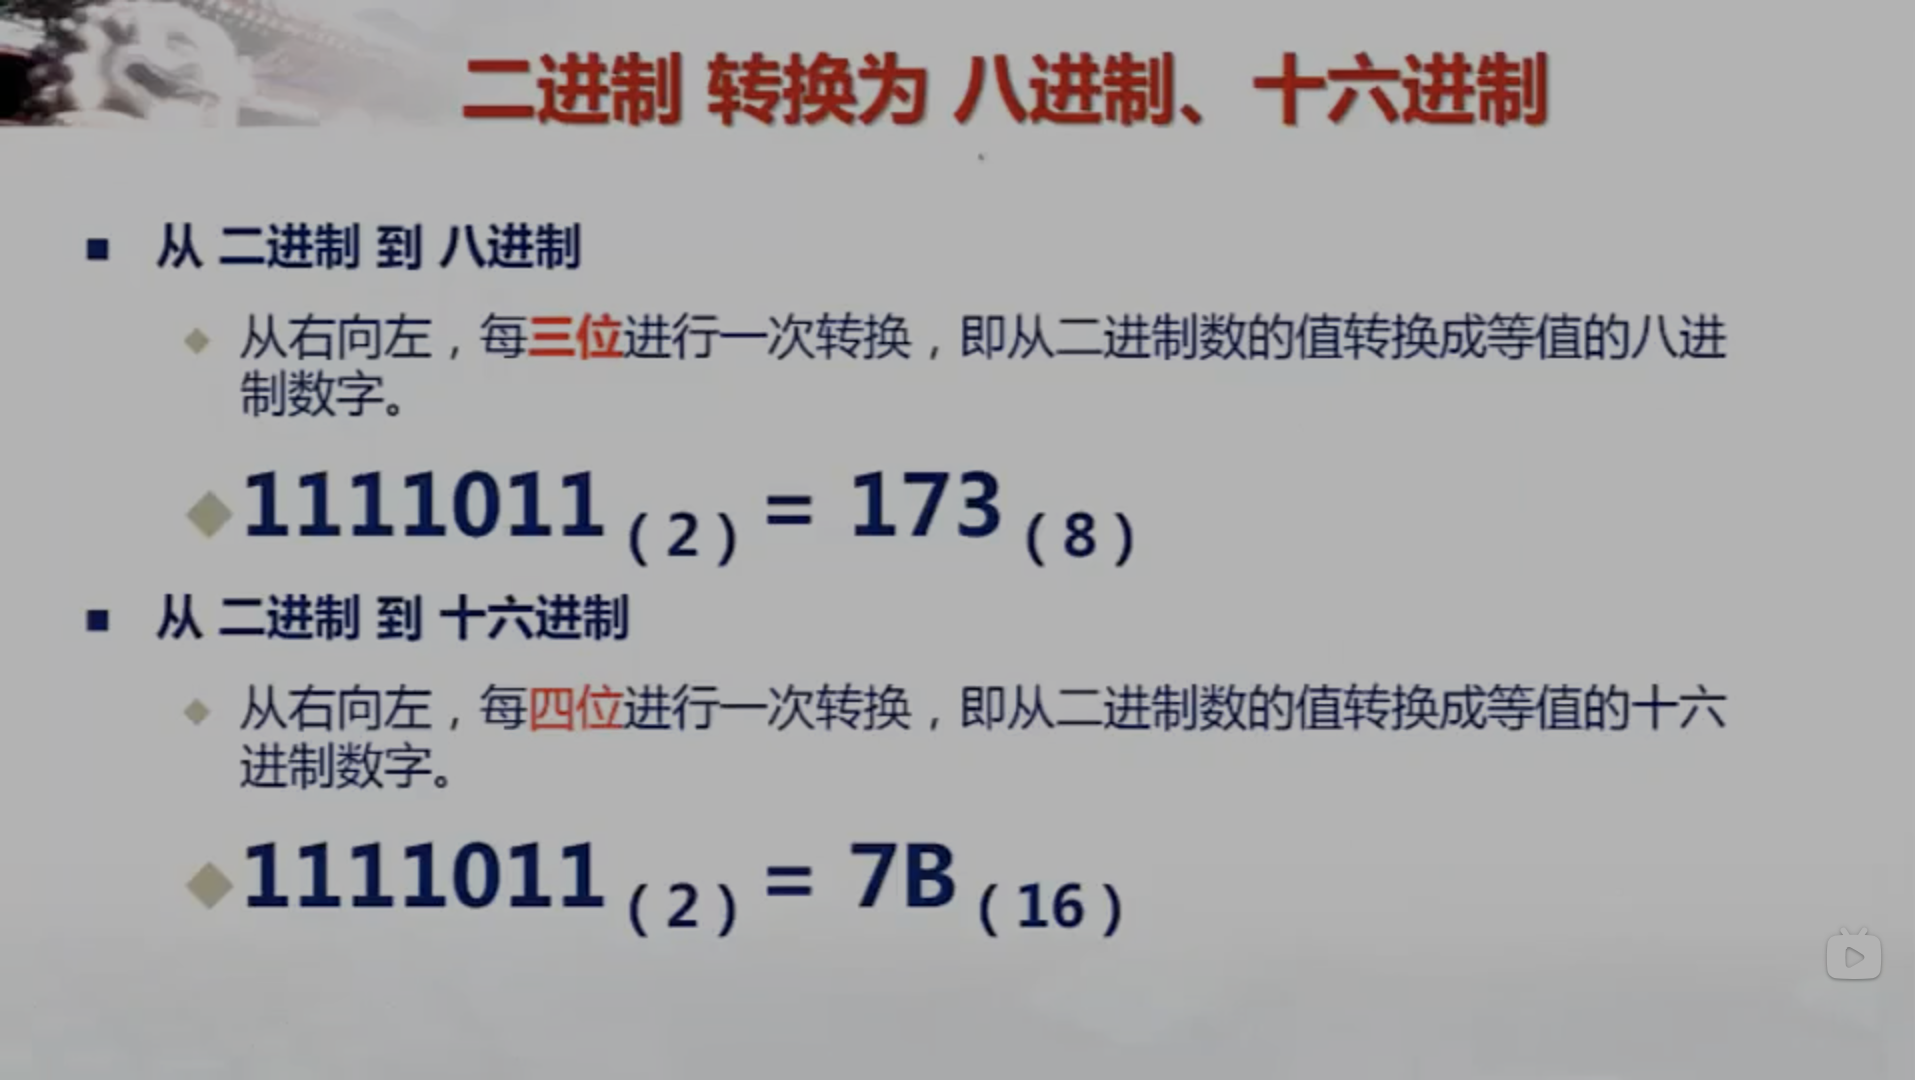 二进制 转换为 八进制、十六进制
从 二进制 到 八进制
从右向左，每三位进行一次转换，即从二进制数的值转换成等值的八进
制数字。
1111011（2）= 173（8）
从 二进制 到 十六进制
从右向左，每四位进行一次转换，即从二进制数的值转换成等值的十六
进制数字。
1111011（2）= 7B（16）